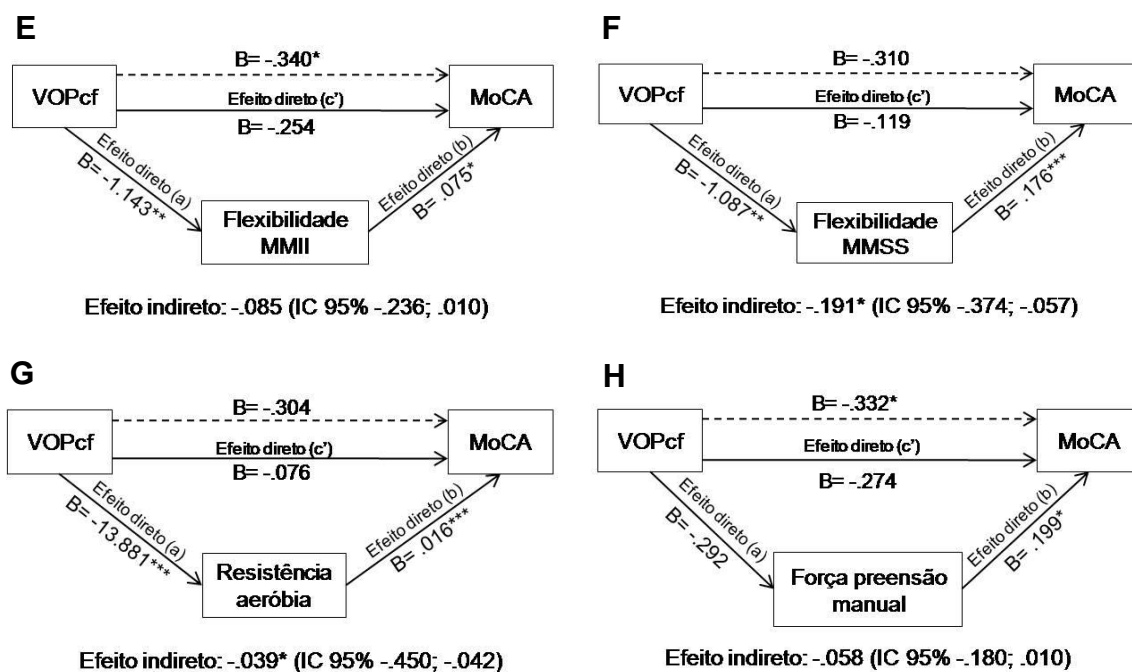 E
B= -.340*
VOPcf
Efeito direto (c')
MoCA
B= -.254
Efeito direto (a)
B= -1.143**
Efeito direto (b)
B= .075*
Flexibilidade
MMII
Efeito indireto: -.085 (IC 95% -.236; .010)
F
B= -.310
VOPcf
Efeito direto (c')
MoCA
B= -.119
Efeito direto (a)
B= -1.087**
Efeito direto (b)
B= .176***
Flexibilidade
MMSS
Efeito indireto: -.191* (IC 95% -.374; -.057)
G
B= -.304
VOPcf
Efeito direto (c')
MoCA
B= -.076
Efeito direto (a)
B= -13.881***
Efeito direto (b)
B= .016***
Resistência
aeróbia
Efeito indireto: -.039* (IC 95% -.450; -.042)
H
B= -.332*
VOPcf
Efeito direto (c')
MoCA
B= -.274
Efeito direto (a)
B= -.292
Efeito direto (b)
B= .199*
Força preensão
manual
Efeito indireto: -.058 (IC 95% -.180; .010)